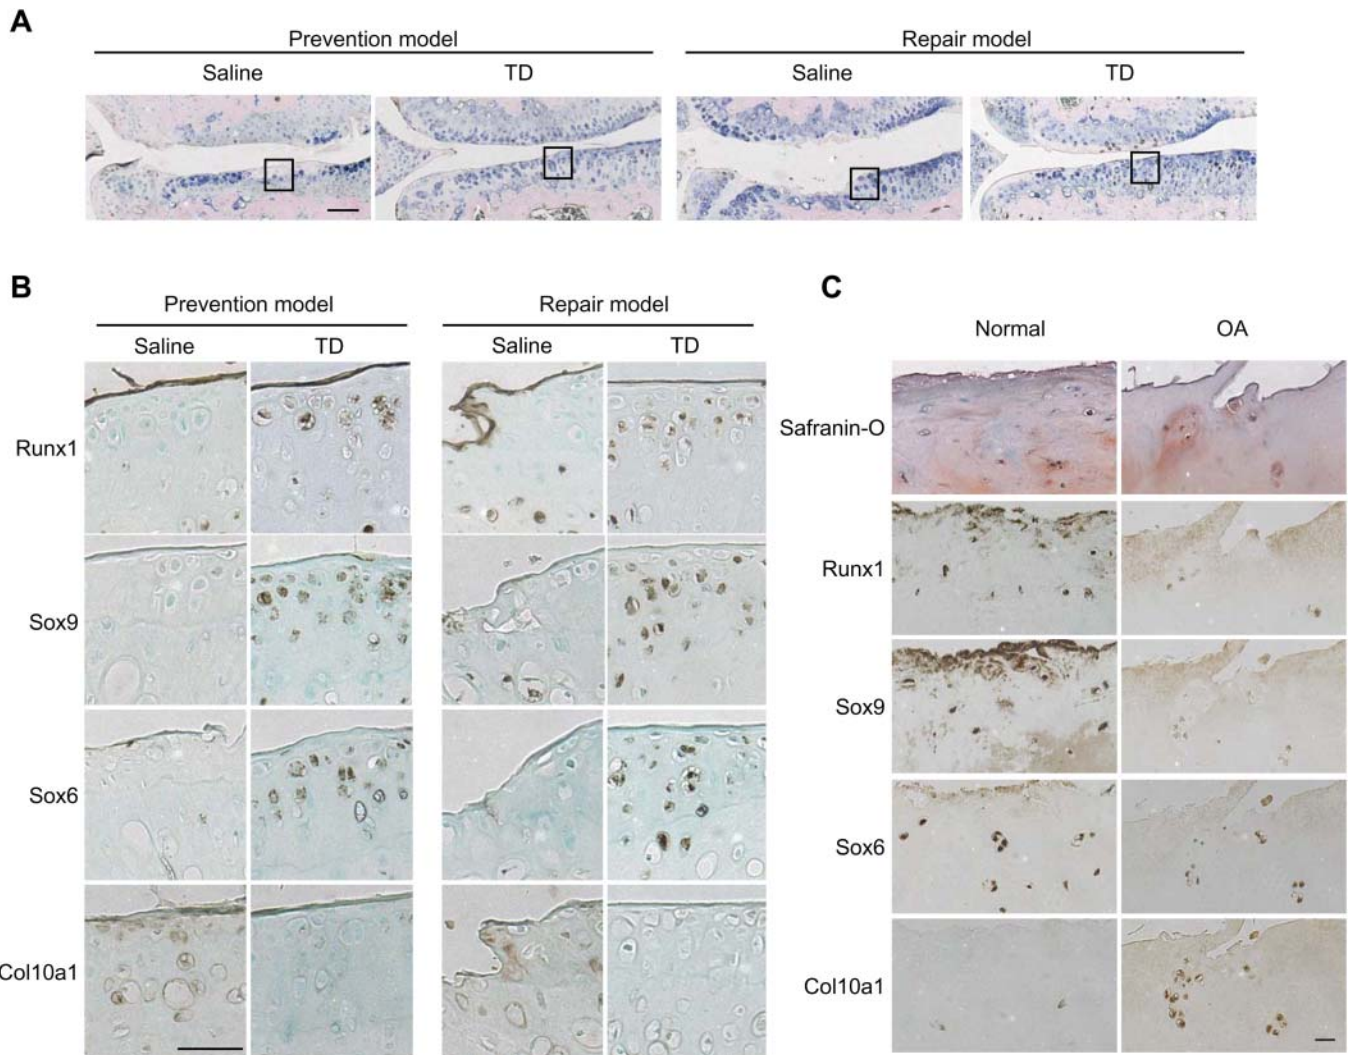 A
Prevention model
Repair model
Saline
TD
Saline
TD
B
Prevention model
Repair model
Saline
TD
Saline
TD
Runx1
Sox9
Sox6
Col10a1
C
Normal
OA
Safranin-O
Runx1
Sox9
Sox6
Col10a1